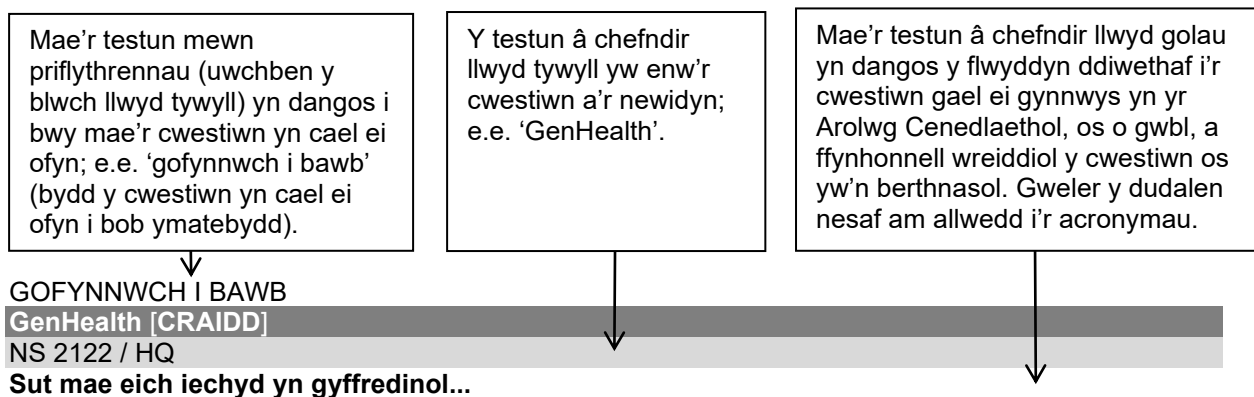 Mae'r testun mewn
priflythrennau (uwchben y
blwch llwyd tywyll) yn dangos i
bwy mae'r cwestiwn yn cael ei
ofyn; e.e. ‘gofynnwch i bawb’
(bydd y cwestiwn yn cael ei
ofyn i bob ymatebydd).
Y testun â chefndir
llwyd tywyll yw enw’r
cwestiwn a’r newidyn;
e.e. ‘GenHealth’.
Mae’r testun â chefndir llwyd golau
yn dangos y flwyddyn ddiwethaf i’r
cwestiwn gael ei gynnwys yn yr
Arolwg Cenedlaethol, os o gwbl, a
ffynhonnell wreiddiol y cwestiwn os
yw’n berthnasol. Gweler y dudalen
nesaf am allwedd i’r acronymau.
GOFYNNWCH I BAWB
GenHealth [CRAIDD]
NS 2122 / HQ
Sut mae eich iechyd yn gyffredinol...